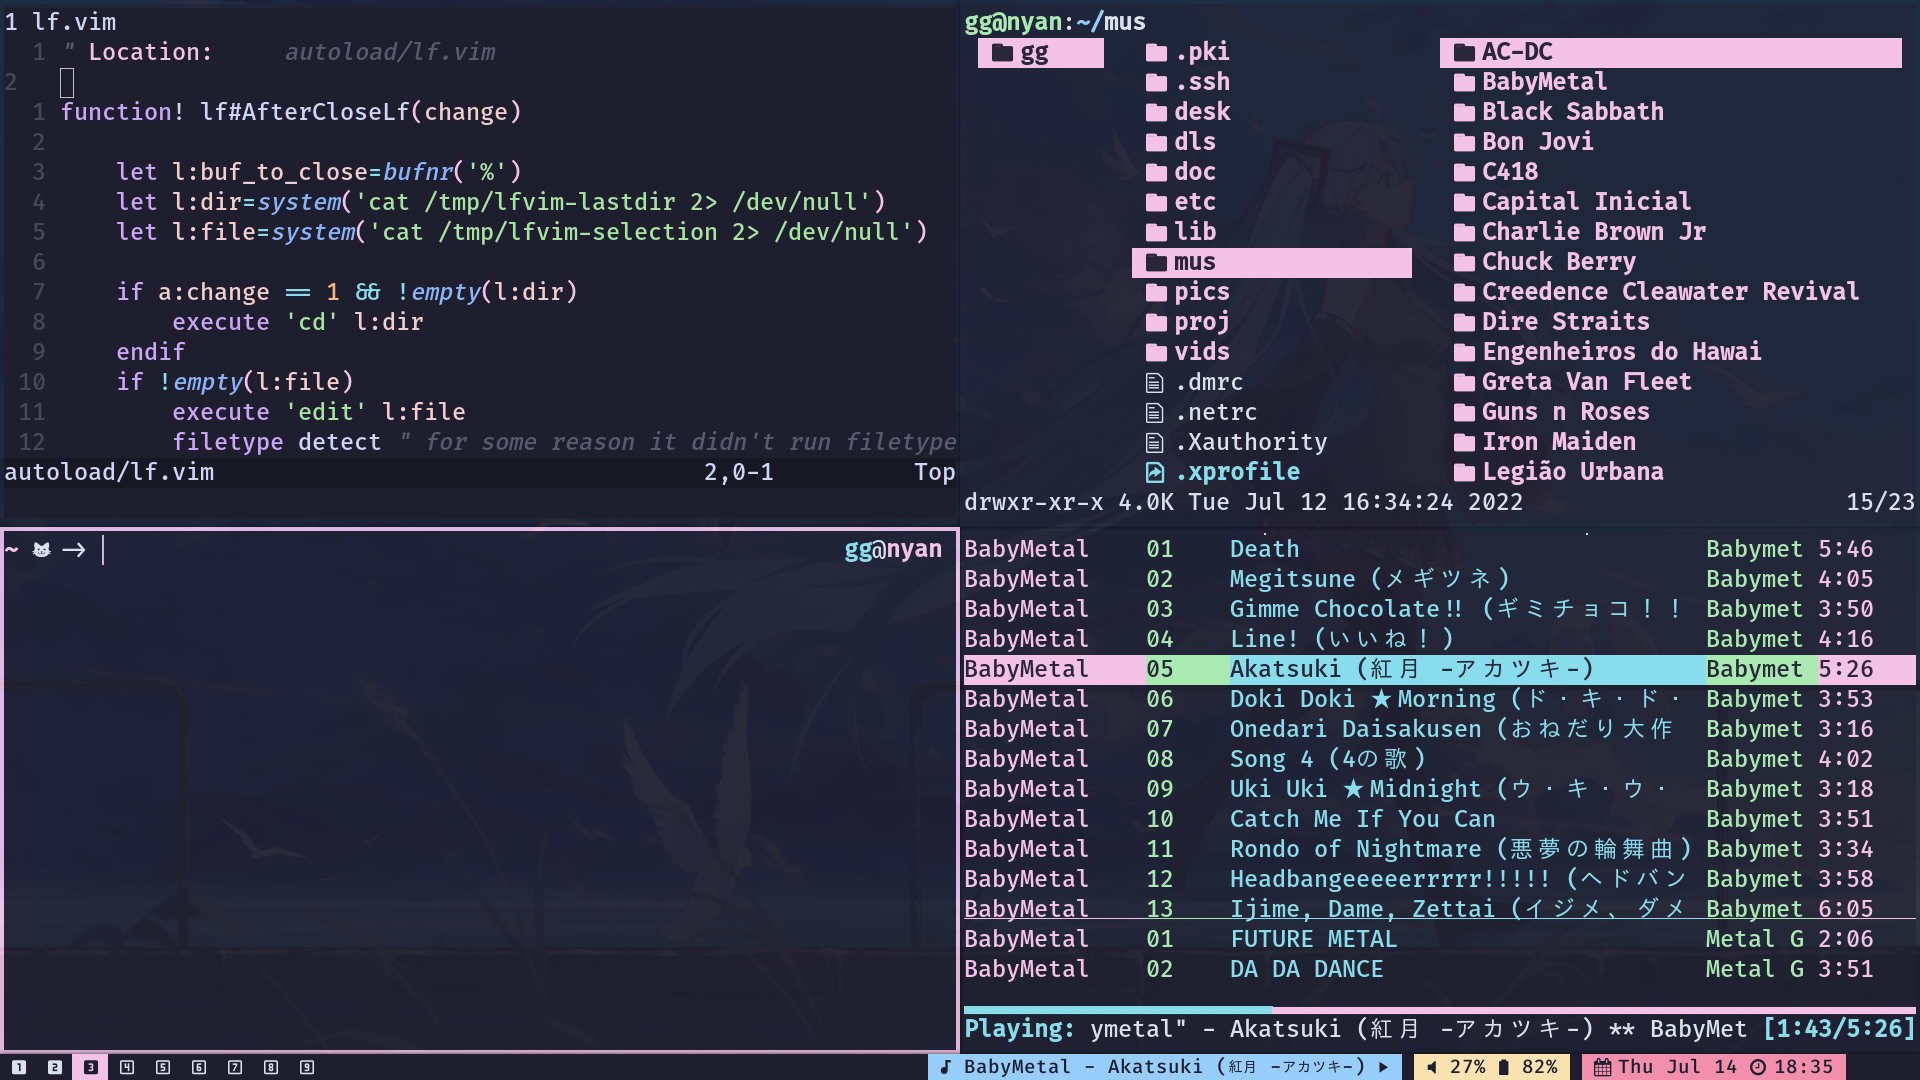 1 lf.vim
1 " Location:     autoload/lf.vim
2
1 function! lf#AfterCloseLf(change)
2
3     let l:buf_to_close=bufnr('%')
4     let l:dir=system('cat /tmp/lfvim-lastdir 2> /dev/null')
5     let l:file=system('cat /tmp/lfvim-selection 2> /dev/null')
6
7     if a:change == 1 && !empty(l:dir)
8         execute 'cd' l:dir
9     endif
10     if !empty(l:file)
11         execute 'edit' l:file
12         filetype detect " for some reason it didn't run filetype
autoload/lf.vim 2,0-1 Top
gg@nyan:~/mus
gg
.pki
.ssh
desk
dls
doc
etc
lib
mus
pics
proj
vids
.dmrc
.netrc
.Xauthority
.xprofile
AC-DC
BabyMetal
Black Sabbath
Bon Jovi
C418
Capital Inicial
Charlie Brown Jr
Chuck Berry
Creedence Cleawater Revival
Dire Straits
Engenheiros do Hawai
Greta Van Fleet
Guns n Roses
Iron Maiden
Legião Urbana
drwxr-xr-x 4.0K Tue Jul 12 16:34:24 2022 15/23
~ → gg@nyan
BabyMetal 01 Death Babymet 5:46
BabyMetal 02 Megitsune (メギツネ) Babymet 4:05
BabyMetal 03 Gimme Chocolate!! (ギミチョコ！！ Babymet 3:50
BabyMetal 04 Line! (いいね！) Babymet 4:16
BabyMetal 05 Akatsuki (紅月 -アカツキ-) Babymet 5:26
BabyMetal 06 Doki Doki ★Morning (ド・キ・ド・ Babymet 3:53
BabyMetal 07 Onedari Daisakusen (おねだり大作 Babymet 3:16
BabyMetal 08 Song 4 (4の歌) Babymet 4:02
BabyMetal 09 Uki Uki ★Midnight (ウ・キ・ウ・ Babymet 3:18
BabyMetal 10 Catch Me If You Can Babymet 3:51
BabyMetal 11 Rondo of Nightmare (悪夢の輪舞曲) Babymet 3:34
BabyMetal 12 Headbangeeeeerrrrr!!!!! (ヘドバン Babymet 3:58
BabyMetal 13 Ijime, Dame, Zettai (イジメ、ダメ Babymet 6:05
BabyMetal 01 FUTURE METAL Metal G 2:06
BabyMetal 02 DA DA DANCE Metal G 3:51
Playing: ymetal" - Akatsuki (紅月 -アカツキ-) ** BabyMet [1:43/5:26]
1 2 3 4 5 6 7 8 9 BabyMetal - Akatsuki (紅月 -アカツキ-) 27% 82% Thu Jul 14 18:35